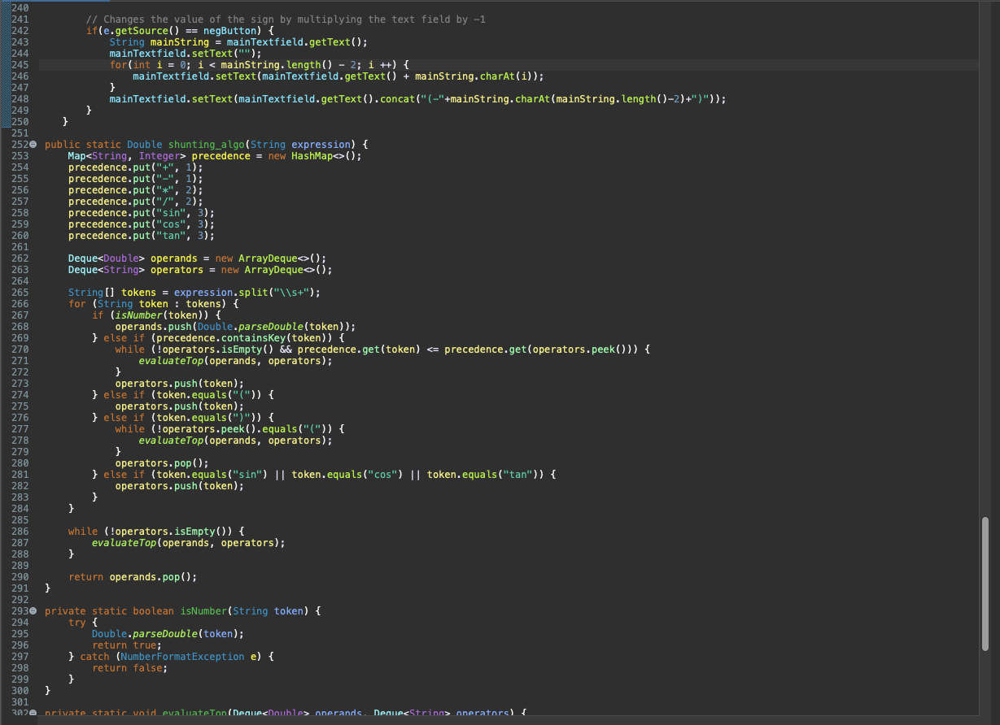 240
241 // Changes the value of the sign by multiplying the text field by -1
242 if(e.getSource() == negButton) {
243 String mainString = mainTextfield.getText();
244 mainTextfield.setText("");
245 for(int i = 0; i < mainString.length() - 2; i ++) {
246 mainTextfield.setText(mainTextfield.getText() + mainString.charAt(i));
247 }
248 mainTextfield.setText(mainTextfield.getText().concat("(-"+mainString.charAt(mainString.length()-2)+")"));
249 }
250 }
251
252 public static Double shunting_algo(String expression) {
253 Map<String, Integer> precedence = new HashMap<>();
254 precedence.put("+", 1);
255 precedence.put("-", 1);
256 precedence.put("*", 2);
257 precedence.put("/", 2);
258 precedence.put("sin", 3);
259 precedence.put("cos", 3);
260 precedence.put("tan", 3);
261
262 Deque<Double> operands = new ArrayDeque<>();
263 Deque<String> operators = new ArrayDeque<>();
264
265 String[] tokens = expression.split("\\s+");
266 for (String token : tokens) {
267 if (isNumber(token)) {
268 operands.push(Double.parseDouble(token));
269 } else if (precedence.containsKey(token)) {
270 while (!operators.isEmpty() && precedence.get(token) <= precedence.get(operators.peek())) {
271 evaluateTop(operands, operators);
272 }
273 operators.push(token);
274 } else if (token.equals("(")) {
275 operators.push(token);
276 } else if (token.equals(")")) {
277 while (!operators.peek().equals("(")) {
278 evaluateTop(operands, operators);
279 }
280 operators.pop();
281 } else if (token.equals("sin") || token.equals("cos") || token.equals("tan")) {
282 operators.push(token);
283 }
284 }
285
286 while (!operators.isEmpty()) {
287 evaluateTop(operands, operators);
288 }
289
290 return operands.pop();
291 }
292
293 private static boolean isNumber(String token) {
294 try {
295 Double.parseDouble(token);
296 return true;
297 } catch (NumberFormatException e) {
298 return false;
299 }
300 }
301
302 private static void evaluateTop(Deque<Double> operands, Deque<String> operators) {